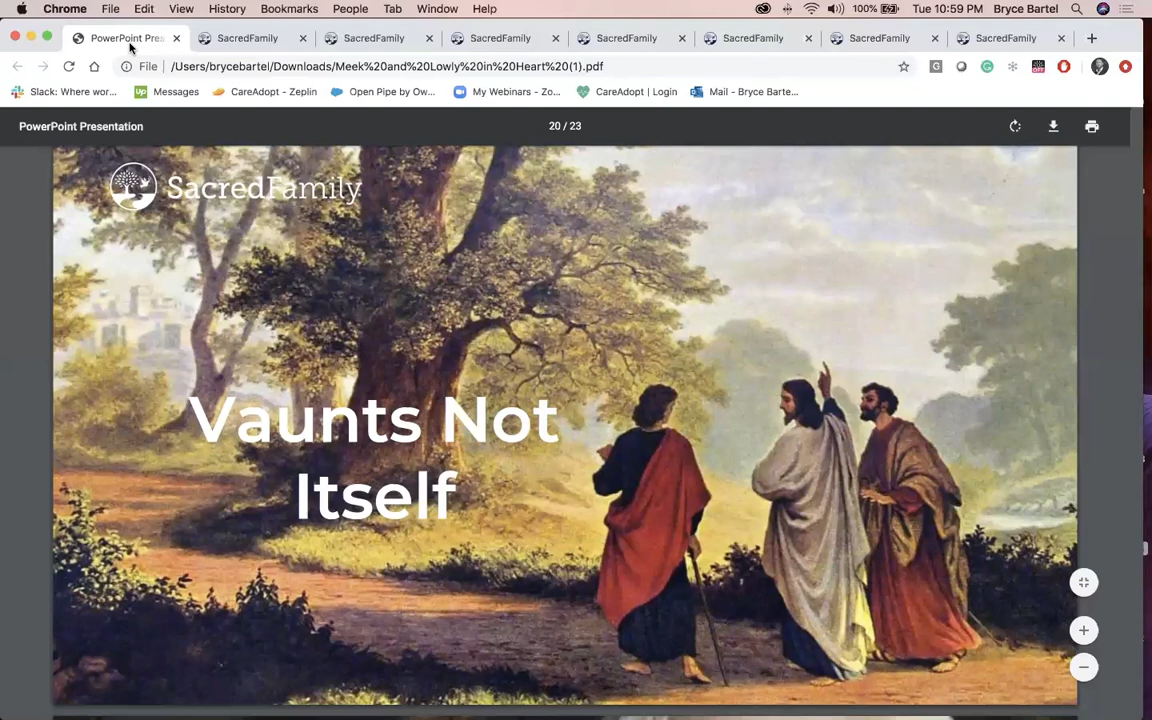 Chrome File Edit View History Bookmarks People Tab Window Help 100% Tue 10:59 PM Bryce Bartel
PowerPoint Pres SacredFamily SacredFamily SacredFamily SacredFamily SacredFamily SacredFamily SacredFamily
File /Users/brycebartel/Downloads/Meek%20and%20Lowly%20in%20Heart%20(1).pdf
Slack: Where wor... Messages CareAdopt - Zeplin Open Pipe by Ow... My Webinars - Zo... CareAdopt | Login Mail - Bryce Barte...
PowerPoint Presentation 20 / 23
SacredFamily
Vaunts Not
Itself